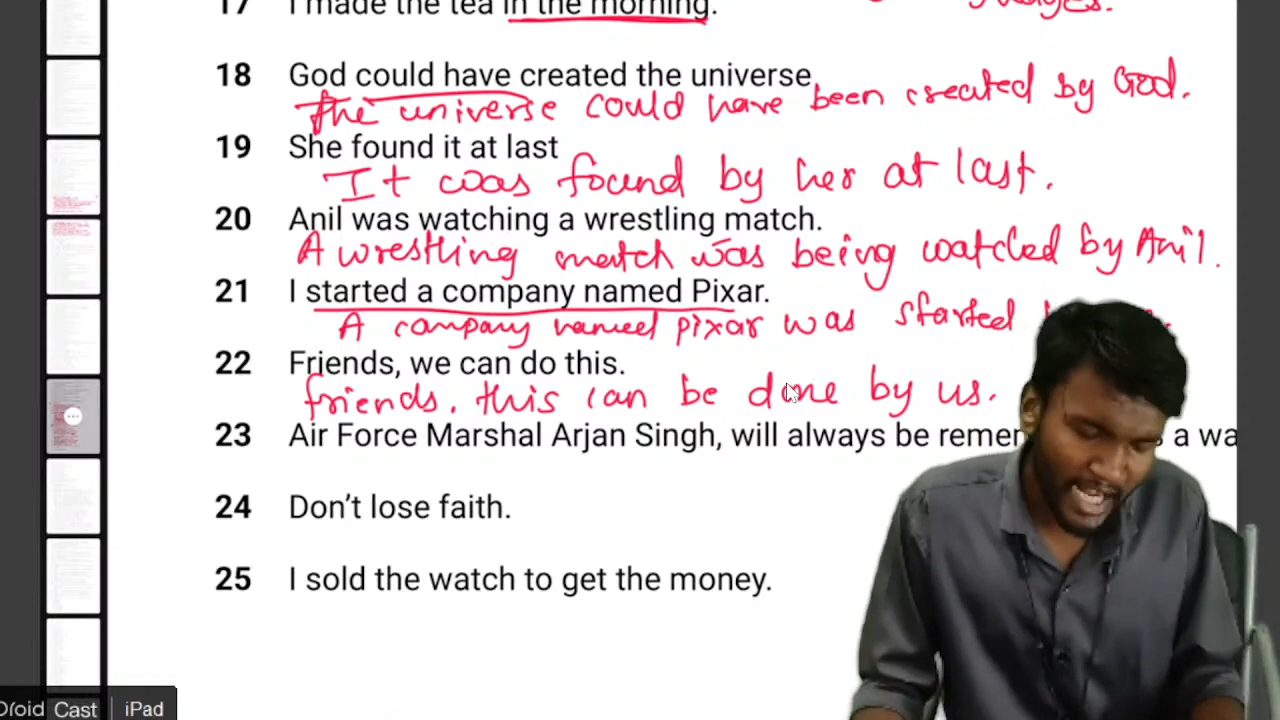 17 I made the tea in the morning.
18 God could have created the universe
The universe could have been created by God.
19 She found it at last
It was found by her at last.
20 Anil was watching a wrestling match.
A wrestling match was being watched by Anil.
21 I started a company named Pixar.
A company named pixar was started
22 Friends, we can do this.
friends. this can be done by us.
23 Air Force Marshal Arjan Singh, will always be a
24 Don’t lose faith.
25 I sold the watch to get the money.
Cast iPad